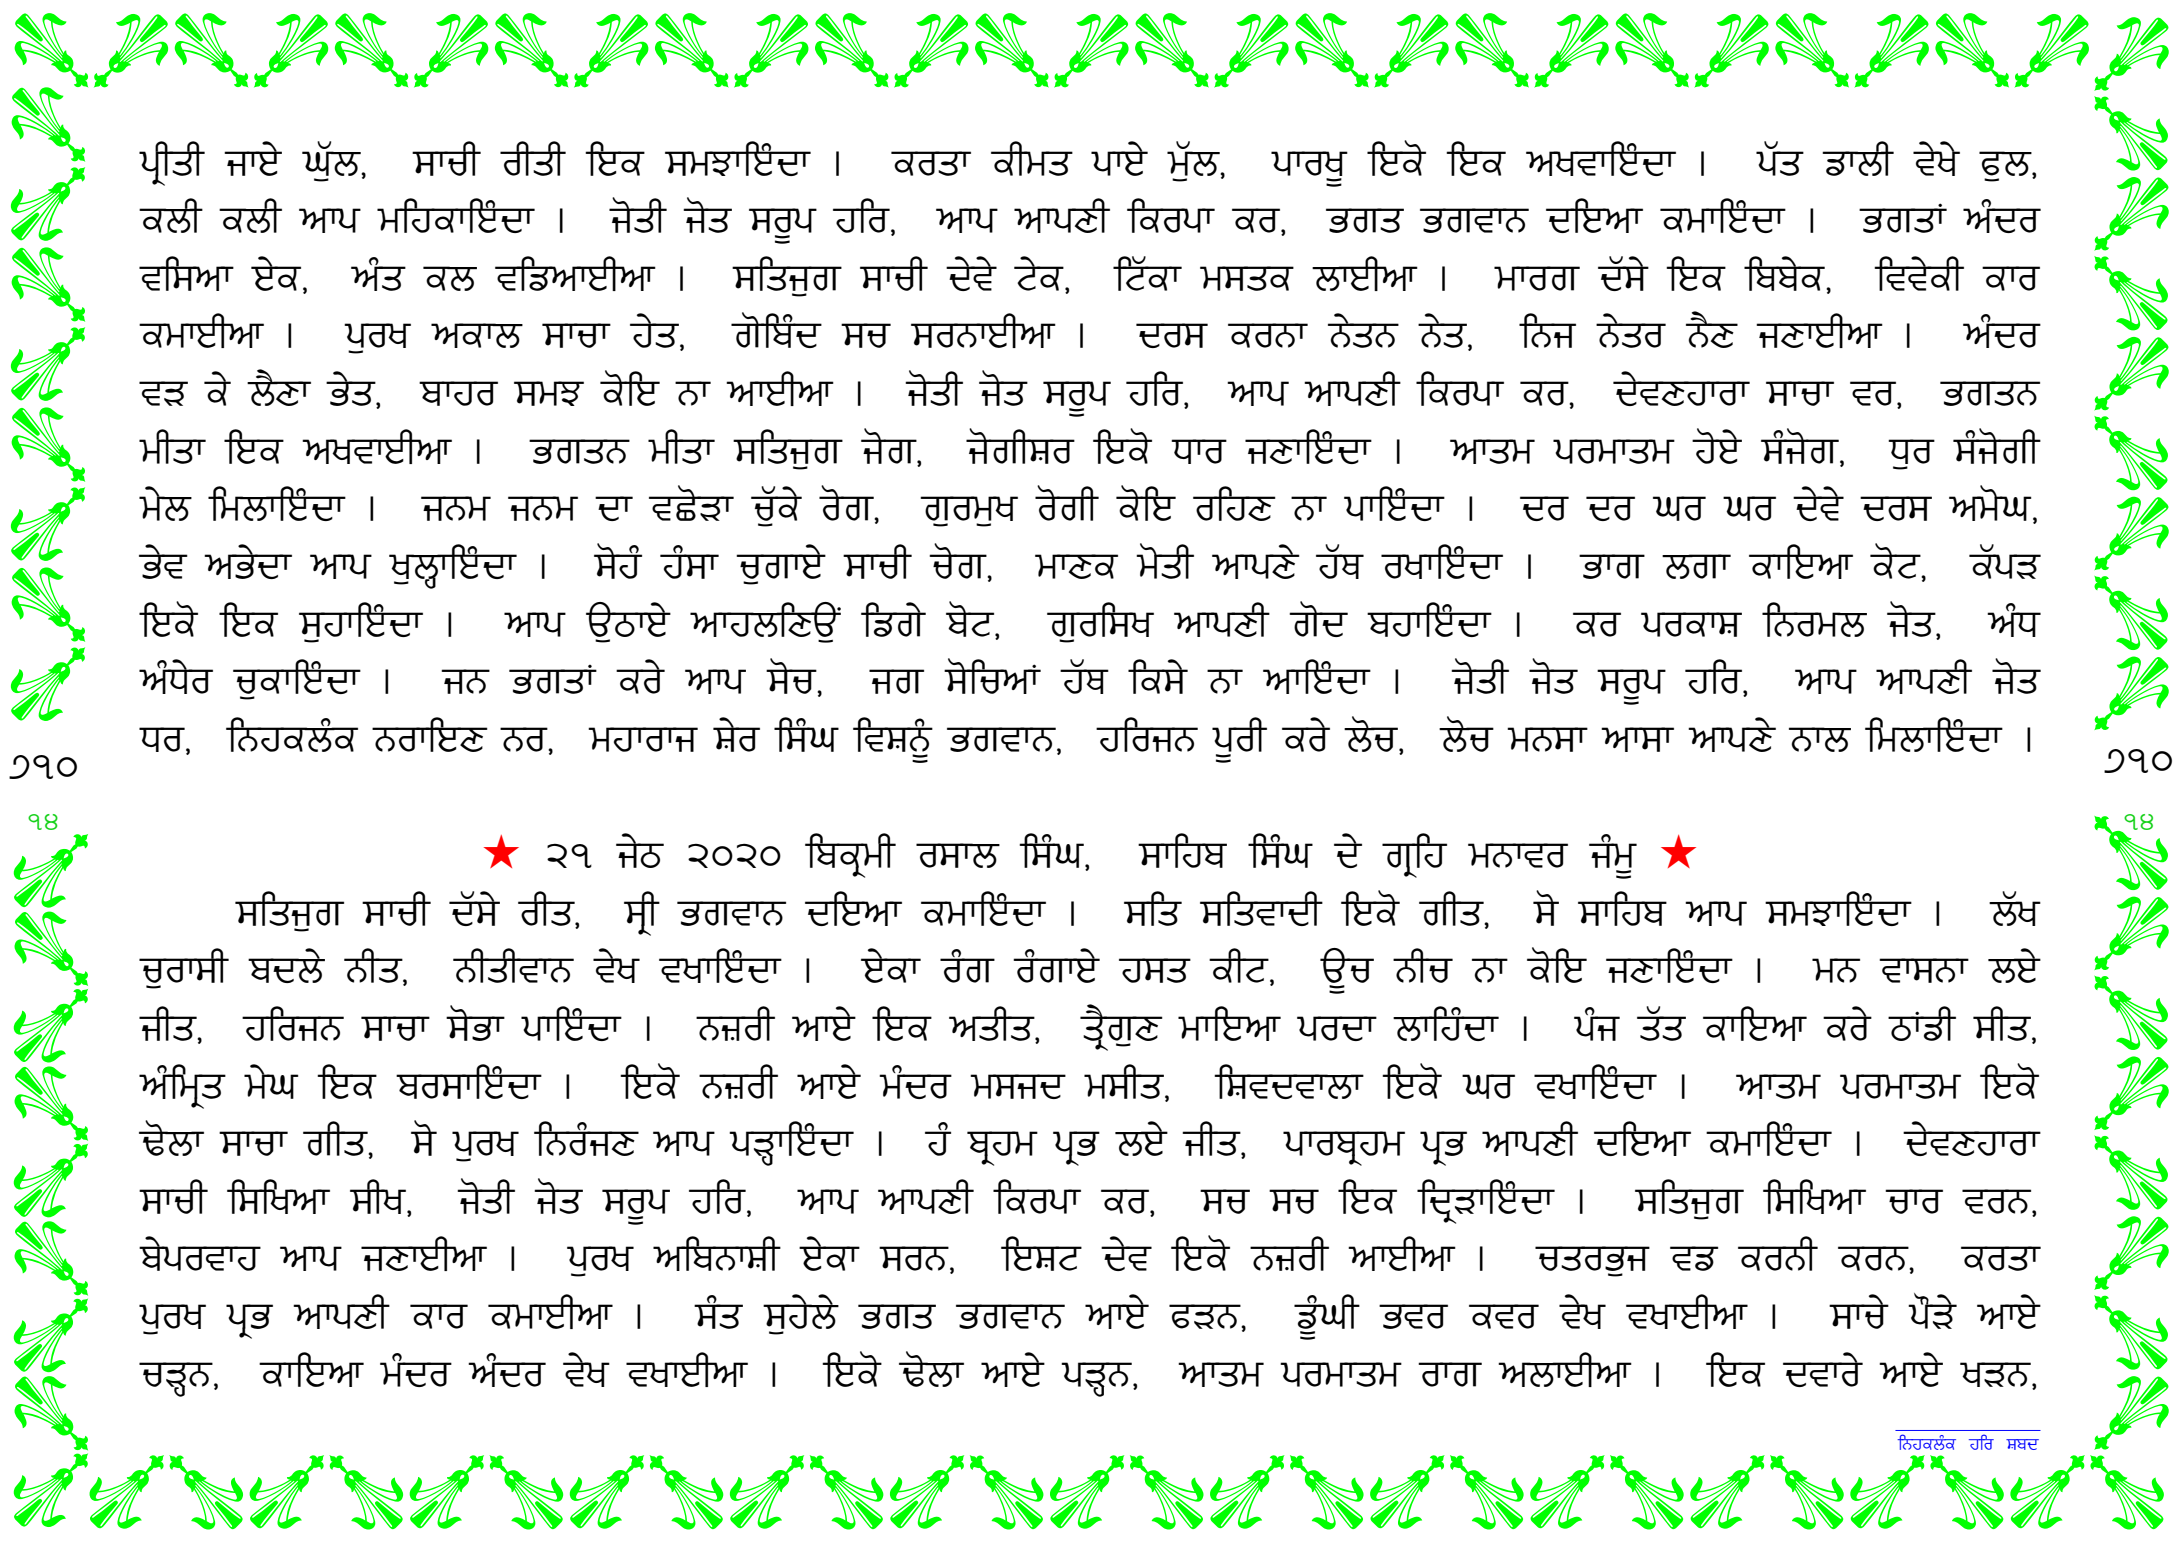 ਪ੍ਰੀਤੀ ਜਾਏ ਘੁੱਲ, ਸਾਚੀ ਰੀਤੀ ਇਕ ਸਮਝਾਇੰਦਾ । ਕਰਤਾ ਕੀਮਤ ਪਾਏ ਮੁੱਲ, ਪਾਰਖੂ ਇਕੋ ਇਕ ਅਖਵਾਇੰਦਾ । ਪੱਤ ਡਾਲੀ ਵੇਖੇ ਫੁਲ,
ਕਲੀ ਕਲੀ ਆਪ ਮਹਿਕਾਇੰਦਾ । ਜੋਤੀ ਜੋਤ ਸਰੂਪ ਹਰਿ, ਆਪ ਆਪਣੀ ਕਿਰਪਾ ਕਰ, ਭਗਤ ਭਗਵਾਨ ਦਇਆ ਕਮਾਇੰਦਾ । ਭਗਤਾਂ ਅੰਦਰ
ਵਸਿਆ ਏਕ, ਅੰਤ ਕਲ ਵਡਿਆਈਆ । ਸਤਿਜੁਗ ਸਾਚੀ ਦੇਵੇ ਟੇਕ, ਟਿੱਕਾ ਮਸਤਕ ਲਾਈਆ । ਮਾਰਗ ਦੱਸੇ ਇਕ ਬਿਬੇਕ, ਵਿਵੇਕੀ ਕਾਰ
ਕਮਾਈਆ । ਪੁਰਖ ਅਕਾਲ ਸਾਚਾ ਹੇਤ, ਗੋਬਿੰਦ ਸਚ ਸਰਨਾਈਆ । ਦਰਸ ਕਰਨਾ ਨੇਤਨ ਨੇਤ, ਨਿਜ ਨੇਤਰ ਨੈਣ ਜਣਾਈਆ । ਅੰਦਰ
ਵੜ ਕੇ ਲੈਣਾ ਭੇਤ, ਬਾਹਰ ਸਮਝ ਕੋਇ ਨਾ ਆਈਆ । ਜੋਤੀ ਜੋਤ ਸਰੂਪ ਹਰਿ, ਆਪ ਆਪਣੀ ਕਿਰਪਾ ਕਰ, ਦੇਵਣਹਾਰਾ ਸਾਚਾ ਵਰ, ਭਗਤਨ
ਮੀਤਾ ਇਕ ਅਖਵਾਈਆ । ਭਗਤਨ ਮੀਤਾ ਸਤਿਜੁਗ ਜੋਗ, ਜੋਗੀਸ਼ਰ ਇਕੋ ਧਾਰ ਜਣਾਇੰਦਾ । ਆਤਮ ਪਰਮਾਤਮ ਹੋਏ ਸੰਜੋਗ, ਧੁਰ ਸੰਜੋਗੀ
ਮੇਲ ਮਿਲਾਇੰਦਾ । ਜਨਮ ਜਨਮ ਦਾ ਵਛੋੜਾ ਚੁੱਕੇ ਰੋਗ, ਗੁਰਮੁਖ ਰੋਗੀ ਕੋਇ ਰਹਿਣ ਨਾ ਪਾਇੰਦਾ । ਦਰ ਦਰ ਘਰ ਘਰ ਦੇਵੇ ਦਰਸ ਅਮੋਘ,
ਭੇਵ ਅਭੇਦਾ ਆਪ ਖੁਲ੍ਹਾਇੰਦਾ । ਸੋਹੰ ਹੰਸਾ ਚੁਗਾਏ ਸਾਚੀ ਚੋਗ, ਮਾਣਕ ਮੋਤੀ ਆਪਣੇ ਹੱਥ ਰਖਾਇੰਦਾ । ਭਾਗ ਲਗਾ ਕਾਇਆ ਕੋਟ, ਕੱਪੜ
ਇਕੋ ਇਕ ਸੁਹਾਇੰਦਾ । ਆਪ ਉਠਾਏ ਆਹਲਣਿਉਂ ਡਿਗੇ ਬੋਟ, ਗੁਰਸਿਖ ਆਪਣੀ ਗੋਦ ਬਹਾਇੰਦਾ । ਕਰ ਪਰਕਾਸ਼ ਨਿਰਮਲ ਜੋਤ, ਅੰਧ
ਅੰਧੇਰ ਚੁਕਾਇੰਦਾ । ਜਨ ਭਗਤਾਂ ਕਰੇ ਆਪ ਸੋਚ, ਜਗ ਸੋਚਿਆਂ ਹੱਥ ਕਿਸੇ ਨਾ ਆਇੰਦਾ । ਜੋਤੀ ਜੋਤ ਸਰੂਪ ਹਰਿ, ਆਪ ਆਪਣੀ ਜੋਤ
ਧਰ, ਨਿਹਕਲੰਕ ਨਰਾਇਣ ਨਰ, ਮਹਾਰਾਜ ਸ਼ੇਰ ਸਿੰਘ ਵਿਸ਼ਨੂੰ ਭਗਵਾਨ, ਹਰਿਜਨ ਪੂਰੀ ਕਰੇ ਲੋਚ, ਲੋਚ ਮਨਸਾ ਆਸਾ ਆਪਣੇ ਨਾਲ ਮਿਲਾਇੰਦਾ ।
੭੧੦ ੭੧੦
੧੪ ੧੪
★ ੨੧ ਜੇਠ ੨੦੨੦ ਬਿਕ੍ਰਮੀ ਰਸਾਲ ਸਿੰਘ, ਸਾਹਿਬ ਸਿੰਘ ਦੇ ਗ੍ਰਹਿ ਮਨਾਵਰ ਜੰਮੂ ★
ਸਤਿਜੁਗ ਸਾਚੀ ਦੱਸੇ ਰੀਤ, ਸ੍ਰੀ ਭਗਵਾਨ ਦਇਆ ਕਮਾਇੰਦਾ । ਸਤਿ ਸਤਿਵਾਦੀ ਇਕੋ ਗੀਤ, ਸੋ ਸਾਹਿਬ ਆਪ ਸਮਝਾਇੰਦਾ । ਲੱਖ
ਚੁਰਾਸੀ ਬਦਲੇ ਨੀਤ, ਨੀਤੀਵਾਨ ਵੇਖ ਵਖਾਇੰਦਾ । ਏਕਾ ਰੰਗ ਰੰਗਾਏ ਹਸਤ ਕੀਟ, ਊਚ ਨੀਚ ਨਾ ਕੋਇ ਜਣਾਇੰਦਾ । ਮਨ ਵਾਸਨਾ ਲਏ
ਜੀਤ, ਹਰਿਜਨ ਸਾਚਾ ਸੋਭਾ ਪਾਇੰਦਾ । ਨਜ਼ਰੀ ਆਏ ਇਕ ਅਤੀਤ, ਤ੍ਰੈਗੁਣ ਮਾਇਆ ਪਰਦਾ ਲਾਹਿੰਦਾ । ਪੰਜ ਤੱਤ ਕਾਇਆ ਕਰੇ ਠਾਂਡੀ ਸੀਤ,
ਅੰਮ੍ਰਿਤ ਮੇਘ ਇਕ ਬਰਸਾਇੰਦਾ । ਇਕੋ ਨਜ਼ਰੀ ਆਏ ਮੰਦਰ ਮਸਜਦ ਮਸੀਤ, ਸ਼ਿਵਦਵਾਲਾ ਇਕੋ ਘਰ ਵਖਾਇੰਦਾ । ਆਤਮ ਪਰਮਾਤਮ ਇਕੋ
ਢੋਲਾ ਸਾਚਾ ਗੀਤ, ਸੋ ਪੁਰਖ ਨਿਰੰਜਣ ਆਪ ਪੜ੍ਹਾਇੰਦਾ । ਹੰ ਬ੍ਰਹਮ ਪ੍ਰਭ ਲਏ ਜੀਤ, ਪਾਰਬ੍ਰਹਮ ਪ੍ਰਭ ਆਪਣੀ ਦਇਆ ਕਮਾਇੰਦਾ । ਦੇਵਣਹਾਰਾ
ਸਾਚੀ ਸਿਖਿਆ ਸੀਖ, ਜੋਤੀ ਜੋਤ ਸਰੂਪ ਹਰਿ, ਆਪ ਆਪਣੀ ਕਿਰਪਾ ਕਰ, ਸਚ ਸਚ ਇਕ ਦ੍ਰਿੜਾਇੰਦਾ । ਸਤਿਜੁਗ ਸਿਖਿਆ ਚਾਰ ਵਰਨ,
ਬੇਪਰਵਾਹ ਆਪ ਜਣਾਈਆ । ਪੁਰਖ ਅਬਿਨਾਸ਼ੀ ਏਕਾ ਸਰਨ, ਇਸ਼ਟ ਦੇਵ ਇਕੋ ਨਜ਼ਰੀ ਆਈਆ । ਚਤਰਭੁਜ ਵਡ ਕਰਨੀ ਕਰਨ, ਕਰਤਾ
ਪੁਰਖ ਪ੍ਰਭ ਆਪਣੀ ਕਾਰ ਕਮਾਈਆ । ਸੰਤ ਸੁਹੇਲੇ ਭਗਤ ਭਗਵਾਨ ਆਏ ਫੜਨ, ਡੂੰਘੀ ਭਵਰ ਕਵਰ ਵੇਖ ਵਖਾਈਆ । ਸਾਚੇ ਪੌੜੇ ਆਏ
ਚੜ੍ਹਨ, ਕਾਇਆ ਮੰਦਰ ਅੰਦਰ ਵੇਖ ਵਖਾਈਆ । ਇਕੋ ਢੋਲਾ ਆਏ ਪੜ੍ਹਨ, ਆਤਮ ਪਰਮਾਤਮ ਰਾਗ ਅਲਾਈਆ । ਇਕ ਦਵਾਰੇ ਆਏ ਖੜਨ,
ਨਿਹਕਲੰਕ ਹਰਿ ਸ਼ਬਦ